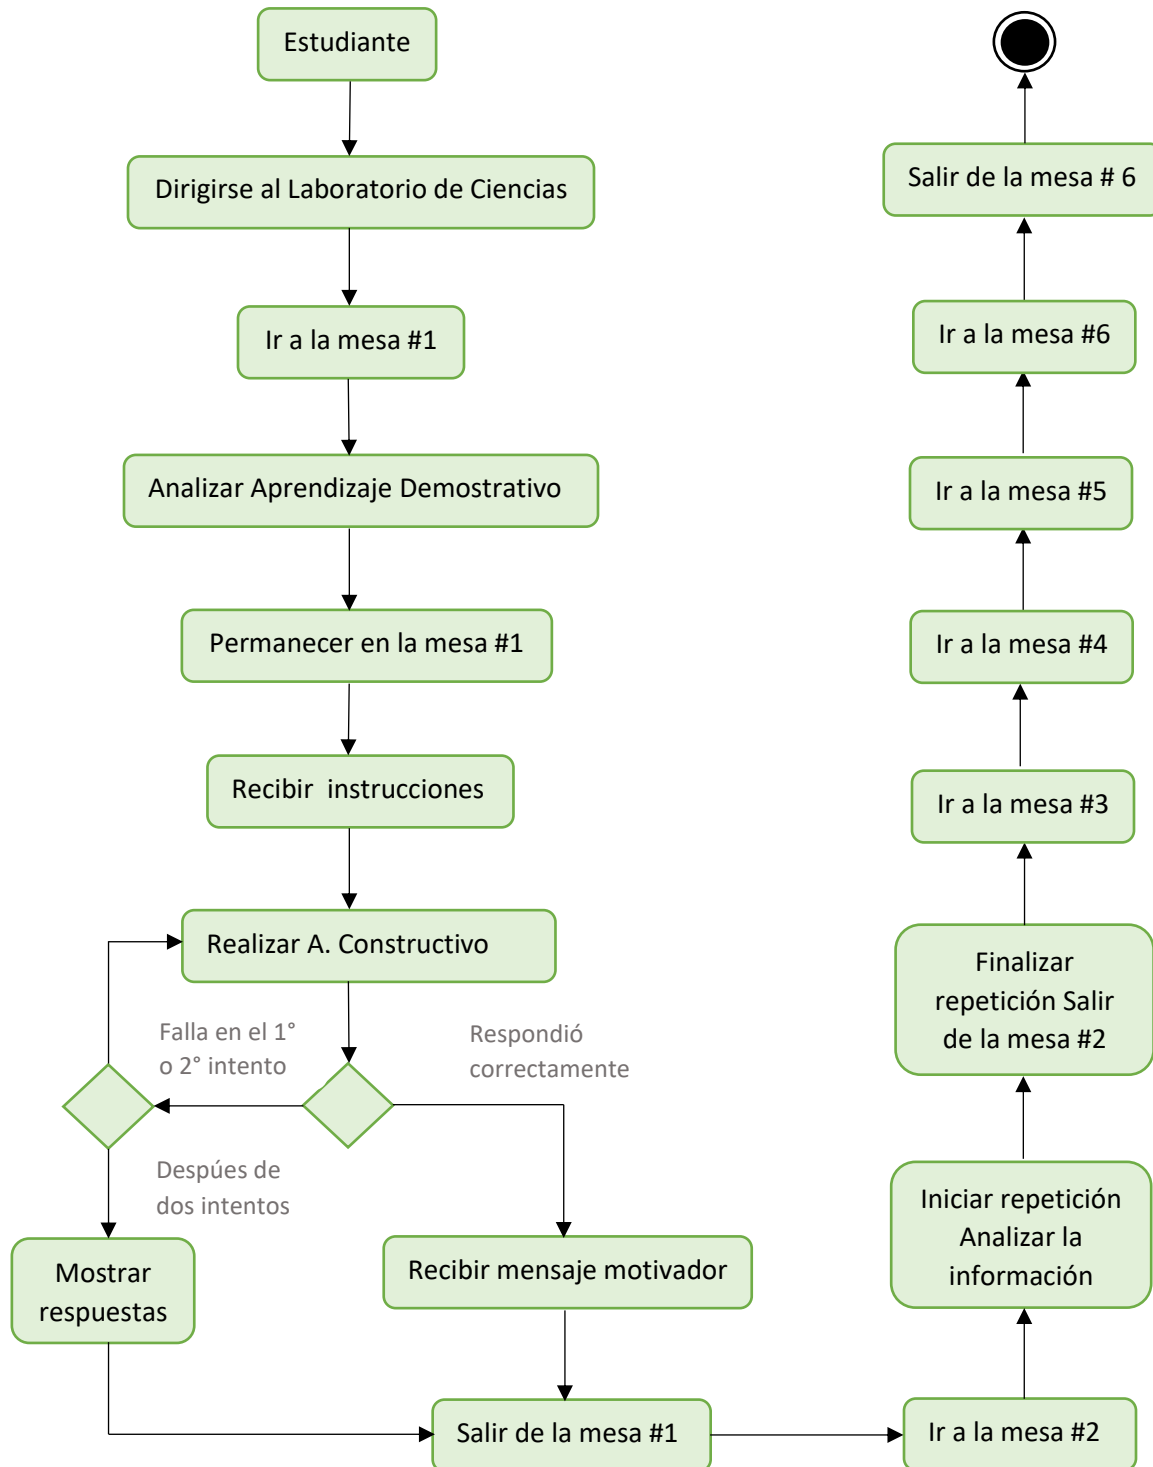 Estudiante
Dirigirse al Laboratorio de Ciencias
Ir a la mesa #1
Analizar Aprendizaje Demostrativo
Permanecer en la mesa #1
Recibir instrucciones
Realizar A. Constructivo
Falla en el 1°
o 2° intento
Respondió
correctamente
Despúes de
dos intentos
Mostrar
respuestas
Recibir mensaje motivador
Salir de la mesa #1
Ir a la mesa #2
Iniciar repetición
Analizar la
información
Finalizar
repetición Salir
de la mesa #2
Ir a la mesa #3
Ir a la mesa #4
Ir a la mesa #5
Ir a la mesa #6
Salir de la mesa # 6